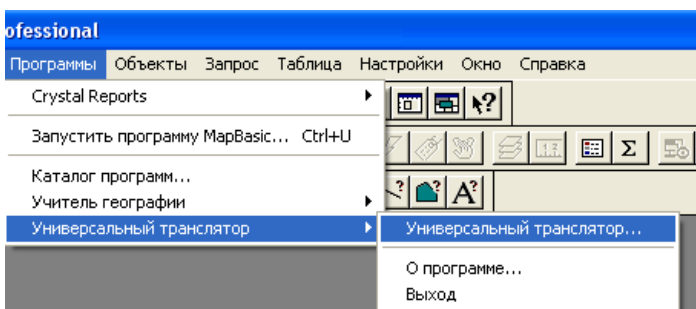 ofessional
Программы Объекты Запрос Таблица Настройки Окно Справка
Crystal Reports
Запустить программу MapBasic... Ctrl+U
Каталог программ...
Учитель географии
Универсальный транслятор
Универсальный транслятор...
О программе...
Выход